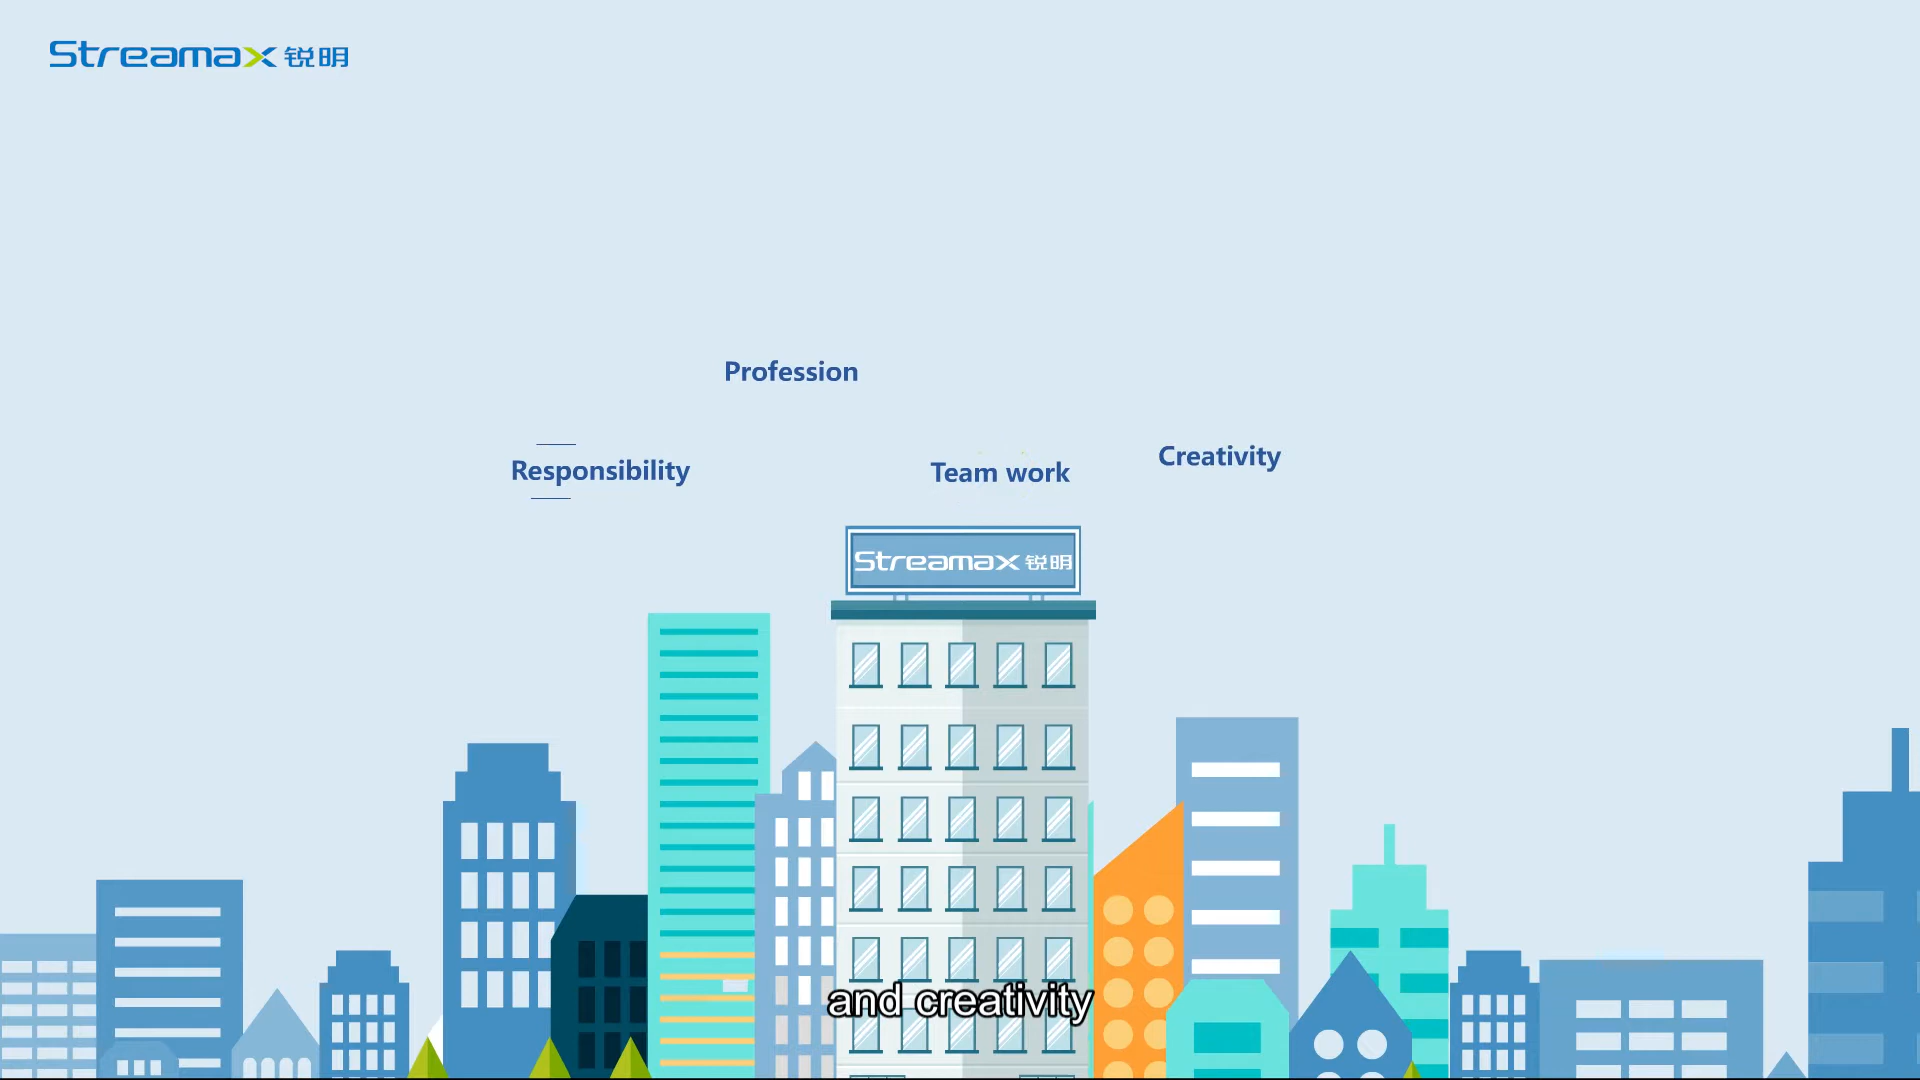 Streamax 锐明
Profession
Creativity
Responsibility
Team work
Streamax 锐明
and creativity